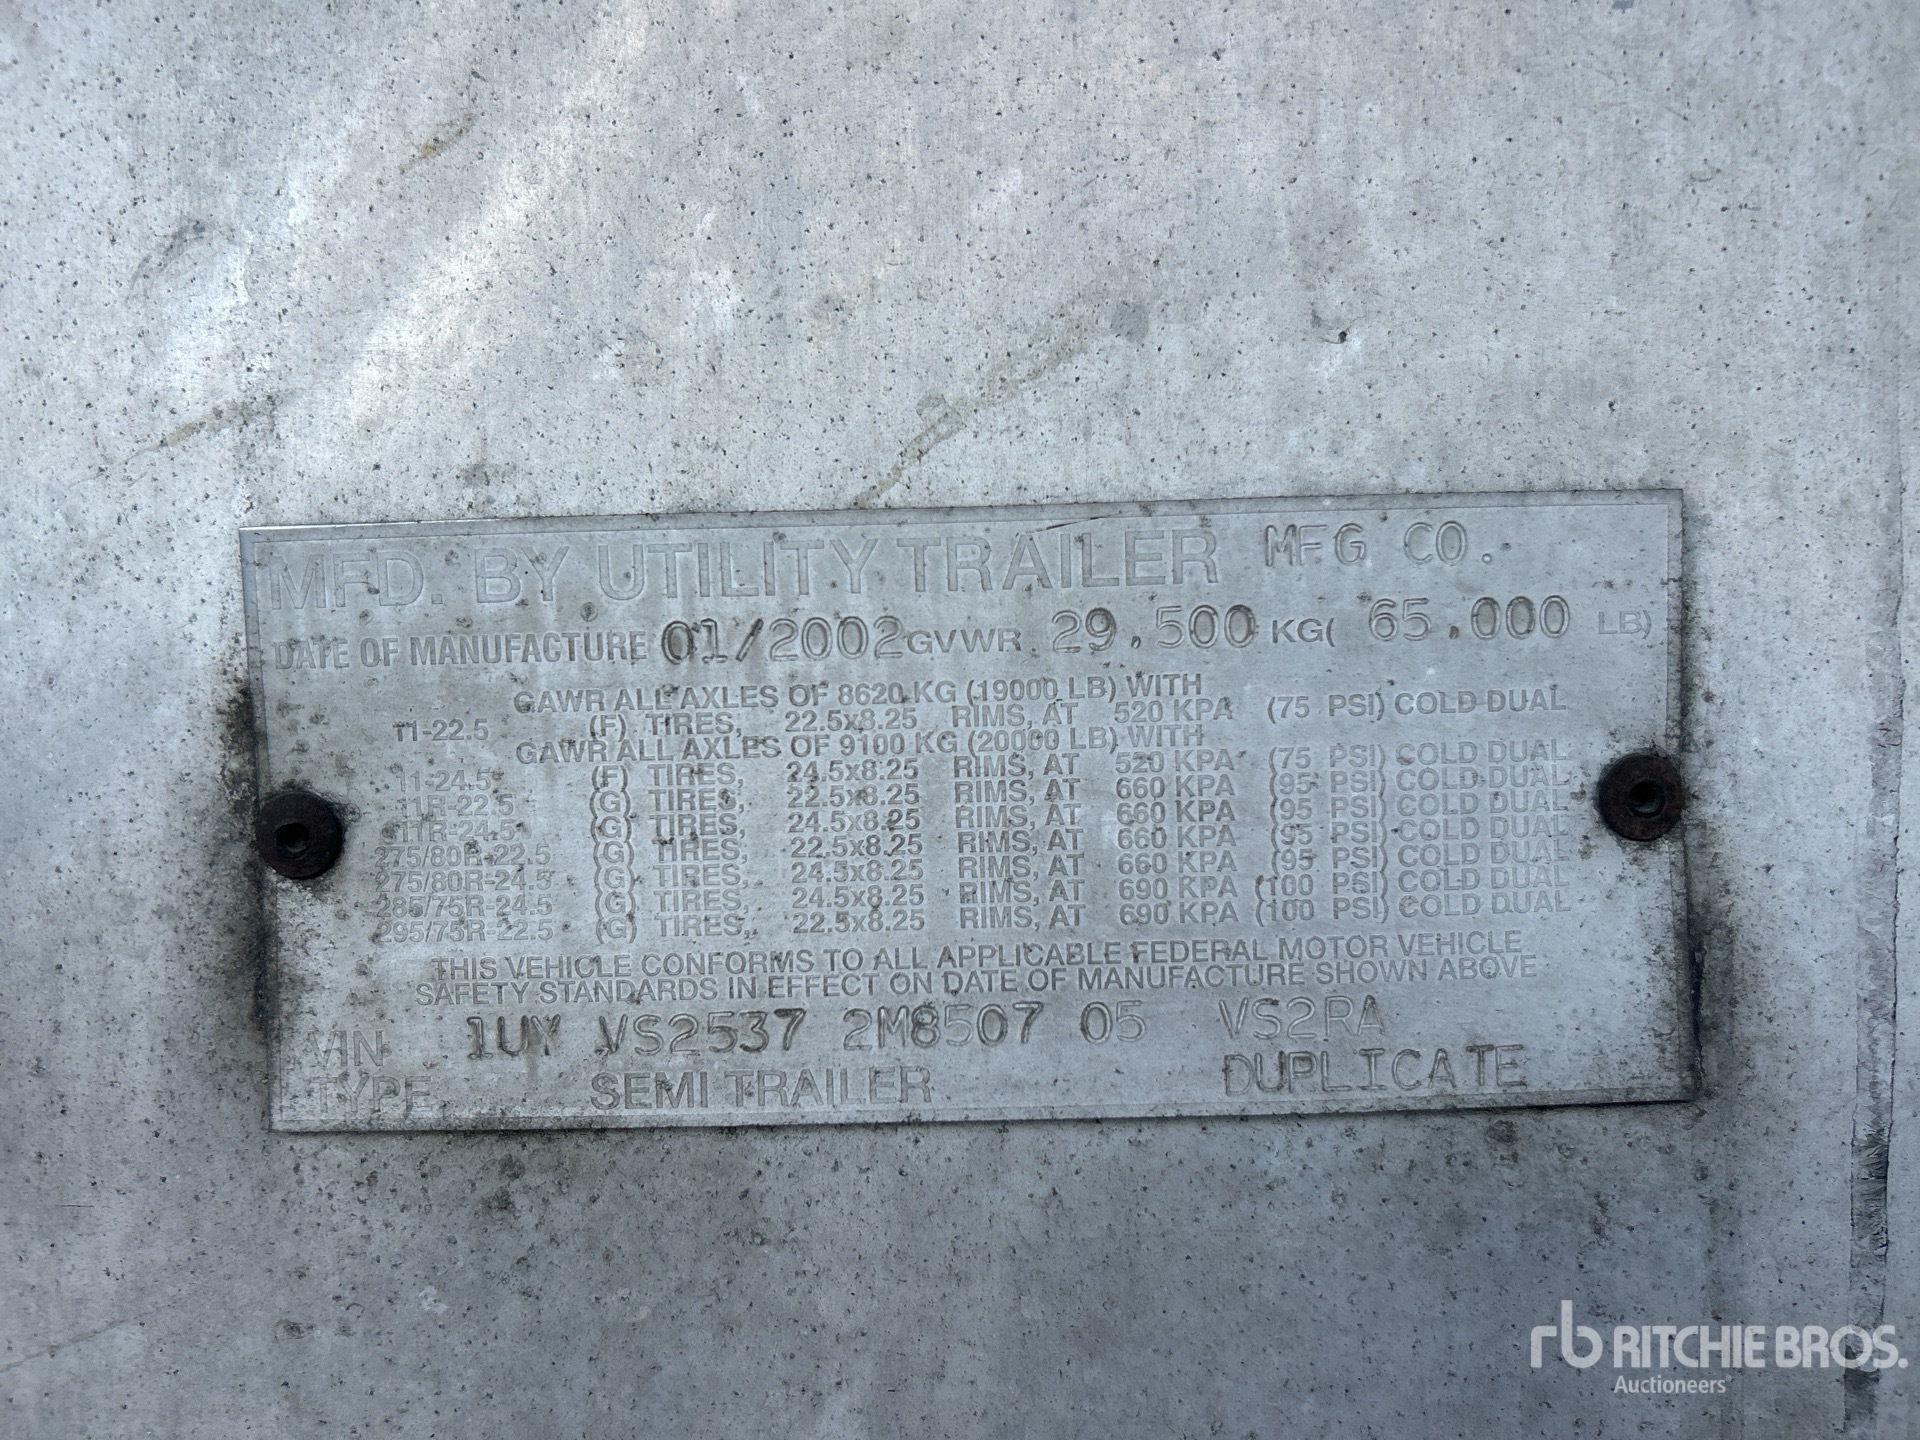 MFD. BY UTILITY TRAILER MFG CO.
DATE OF MANUFACTURE 01/2002 GVWR 29,500 KG( 65,000 LB)
GAWR ALL AXLES OF 8620 KG (19000 LB) WITH
11-22.5 (F) TIRES, 22.5x8.25 RIMS, AT 520 KPA (75 PSI) COLD DUAL
GAWR ALL AXLES OF 9100 KG (20000 LB) WITH
11-24.5 (F) TIRES, 24.5x8.25 RIMS, AT 520 KPA (75 PSI) COLD DUAL
11R-22.5 (G) TIRES, 22.5x8.25 RIMS, AT 660 KPA (95 PSI) COLD DUAL
11R-24.5 (G) TIRES, 24.5x8.25 RIMS, AT 660 KPA (95 PSI) COLD DUAL
275/80R-22.5 (G) TIRES, 22.5x8.25 RIMS, AT 660 KPA (95 PSI) COLD DUAL
275/80R-24.5 (G) TIRES, 24.5x8.25 RIMS, AT 660 KPA (95 PSI) COLD DUAL
285/75R-24.5 (G) TIRES, 24.5x8.25 RIMS, AT 690 KPA (100 PSI) COLD DUAL
295/75R-22.5 (G) TIRES, 22.5x8.25 RIMS, AT 690 KPA (100 PSI) COLD DUAL
THIS VEHICLE CONFORMS TO ALL APPLICABLE FEDERAL MOTOR VEHICLE
SAFETY STANDARDS IN EFFECT ON DATE OF MANUFACTURE SHOWN ABOVE
VIN 1UY VS2537 2M8507 05 VS2RA
TYPE SEMI TRAILER DUPLICATE
rb RITCHIE BROS.
Auctioneers